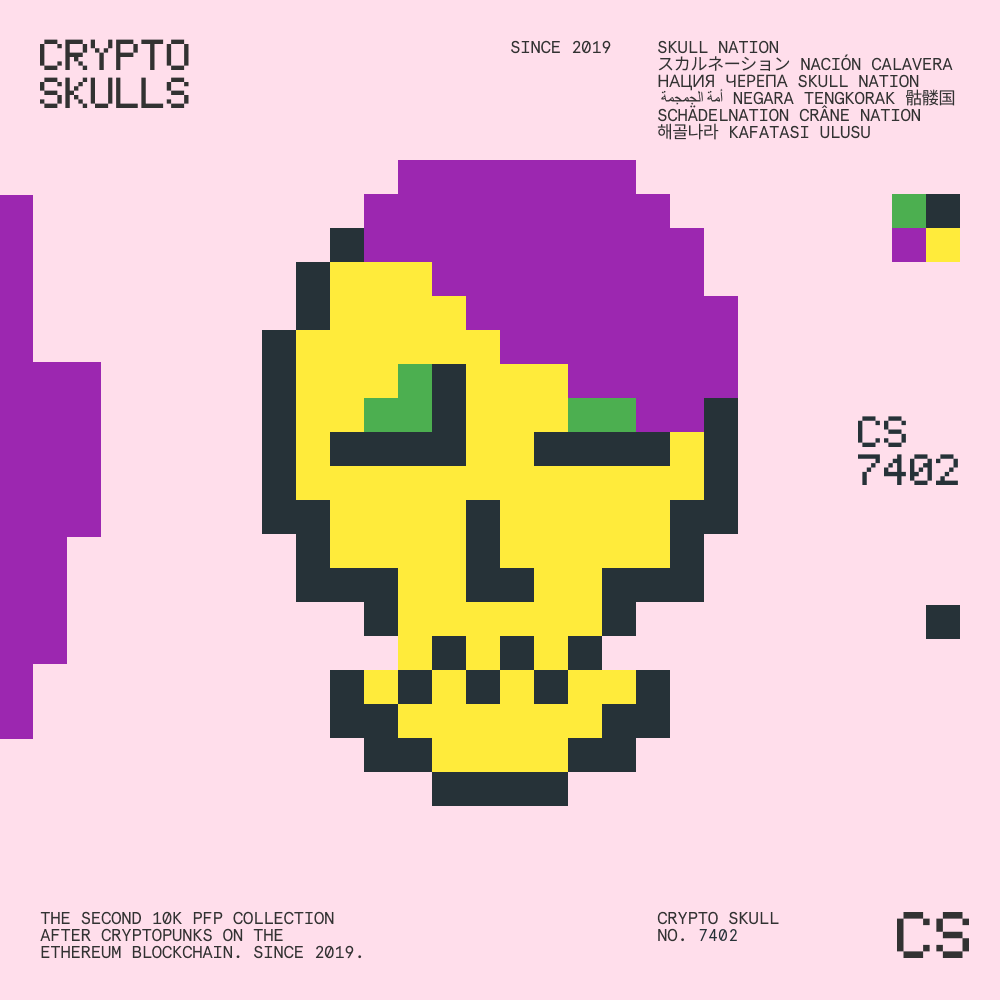 CRYPTO
SKULLS
SINCE 2019
SKULL NATION
スカルネーション NACIÓN CALAVERA
НАЦИЯ ЧЕРЕПА SKULL NATION
أمة الجمجمة NEGARA TENGKORAK 骷髅国
SCHÄDELNATION CRÂNE NATION
해골나라 KAFATASI ULUSU
CS
7402
THE SECOND 10K PFP COLLECTION
AFTER CRYPTOPUNKS ON THE
ETHEREUM BLOCKCHAIN. SINCE 2019.
CRYPTO SKULL
NO. 7402
CS